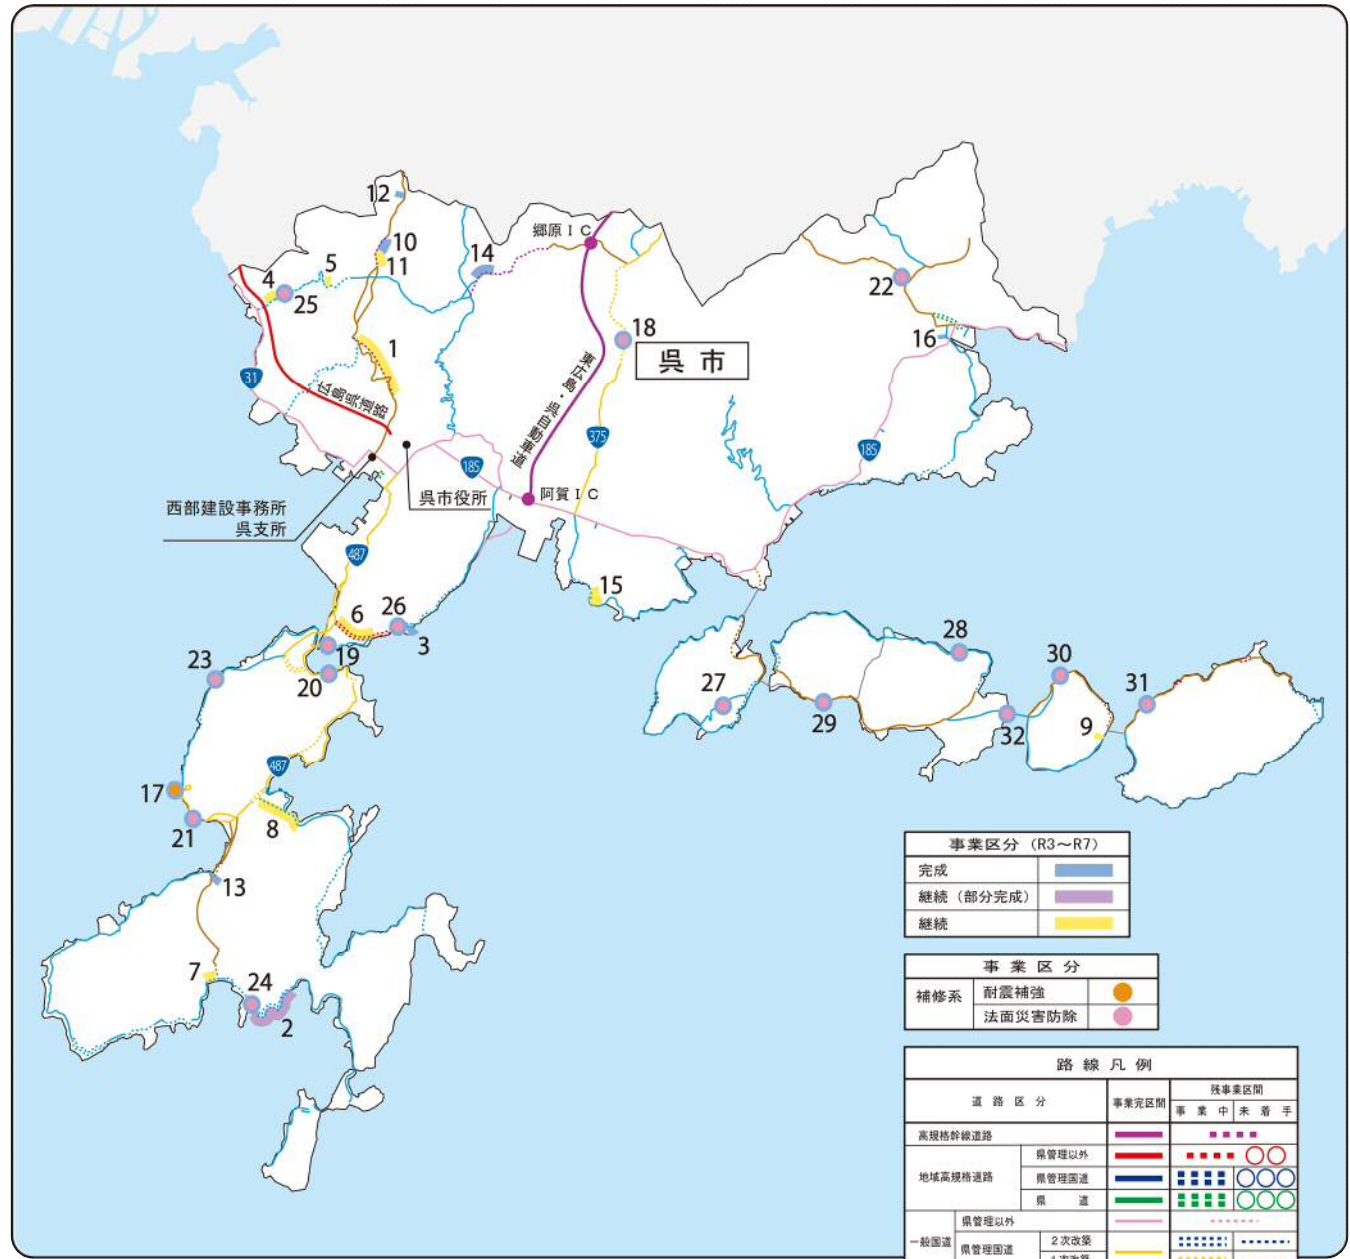 12
10
11
14
郷原ＩＣ
4
5
25
22
18
呉市
16
1
31
広島県道路
東広島・呉自動車道
375
185
185
呉市役所
阿賀ＩＣ
西部建設事務所
呉支所
487
15
6
26
3
19
20
23
28
30
31
27
29
32
9
487
17
21
8
13
7
24
2
事業区分（R3～R7）
完成
継続（部分完成）
継続
事業区分
補修系
耐震補強
法面災害防除
路線凡例
道路区分
事業完区間
残事業区間
事業中
未着手
高規格幹線道路
地域高規格道路
県管理以外
県管理国道
県道
一般国道
県管理以外
県管理国道
2次改築